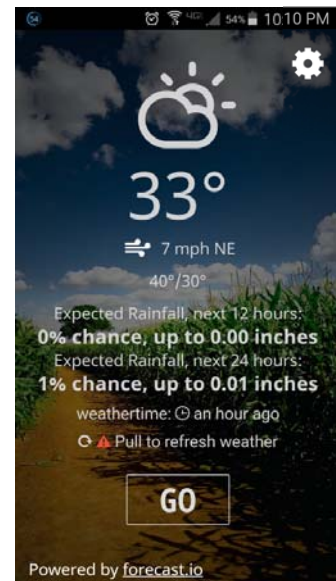 54 4G 54% 10:10 PM
33°
7 mph NE
40°/30°
Expected Rainfall, next 12 hours:
0% chance, up to 0.00 inches
Expected Rainfall, next 24 hours:
1% chance, up to 0.01 inches
weathertime: an hour ago
Pull to refresh weather
GO
Powered by forecast.io